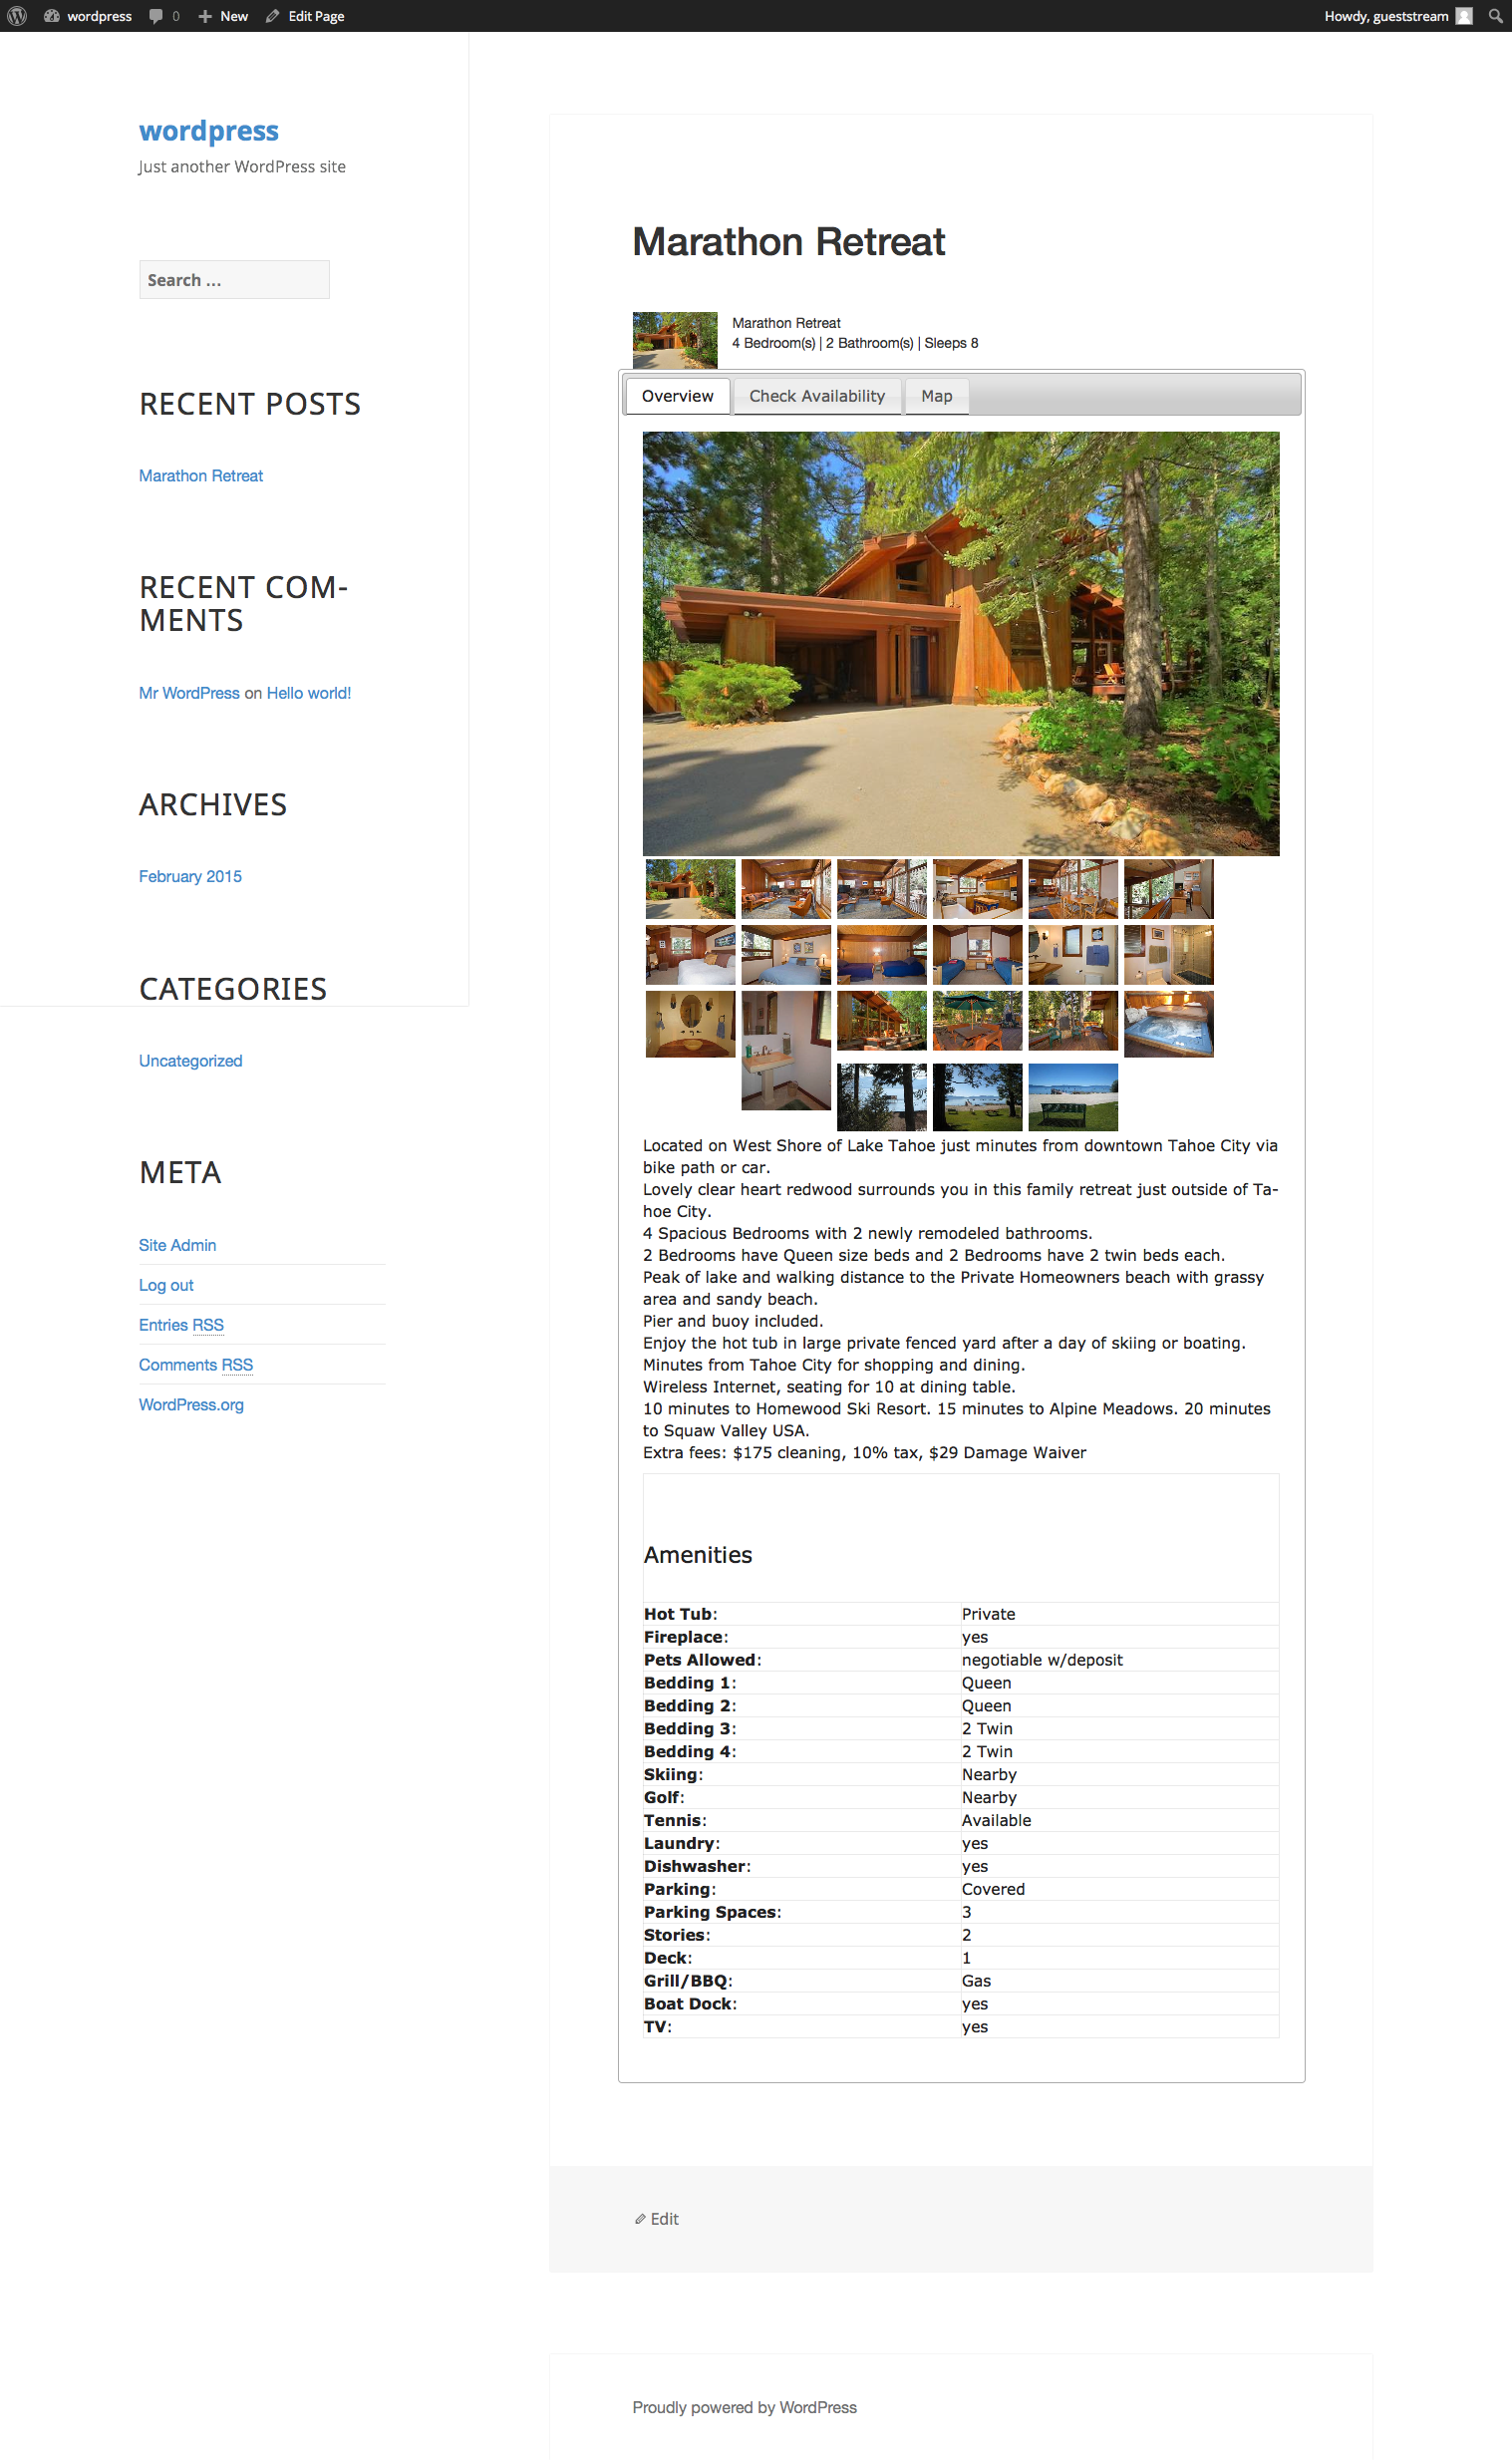 wordpress 0 New Edit Page Howdy, gueststream
wordpress
Just another WordPress site
Search ...
RECENT POSTS
Marathon Retreat
RECENT COM-
MENTS
Mr WordPress on Hello world!
ARCHIVES
February 2015
CATEGORIES
Uncategorized
META
Site Admin
Log out
Entries RSS
Comments RSS
WordPress.org
Marathon Retreat
Marathon Retreat
4 Bedroom(s) | 2 Bathroom(s) | Sleeps 8
Overview Check Availability Map
Located on West Shore of Lake Tahoe just minutes from downtown Tahoe City via
bike path or car.
Lovely clear heart redwood surrounds you in this family retreat just outside of Ta-
hoe City.
4 Spacious Bedrooms with 2 newly remodeled bathrooms.
2 Bedrooms have Queen size beds and 2 Bedrooms have 2 twin beds each.
Peak of lake and walking distance to the Private Homeowners beach with grassy
area and sandy beach.
Pier and buoy included.
Enjoy the hot tub in large private fenced yard after a day of skiing or boating.
Minutes from Tahoe City for shopping and dining.
Wireless Internet, seating for 10 at dining table.
10 minutes to Homewood Ski Resort. 15 minutes to Alpine Meadows. 20 minutes
to Squaw Valley USA.
Extra fees: $175 cleaning, 10% tax, $29 Damage Waiver
Amenities
Hot Tub: Private
Fireplace: yes
Pets Allowed: negotiable w/deposit
Bedding 1: Queen
Bedding 2: Queen
Bedding 3: 2 Twin
Bedding 4: 2 Twin
Skiing: Nearby
Golf: Nearby
Tennis: Available
Laundry: yes
Dishwasher: yes
Parking: Covered
Parking Spaces: 3
Stories: 2
Deck: 1
Grill/BBQ: Gas
Boat Dock: yes
TV: yes
Edit
Proudly powered by WordPress